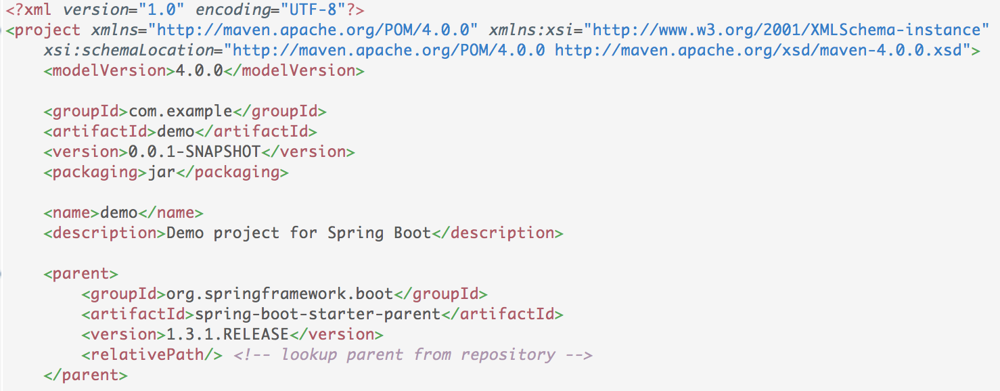 <?xml version="1.0" encoding="UTF-8"?>
<project xmlns="http://maven.apache.org/POM/4.0.0" xmlns:xsi="http://www.w3.org/2001/XMLSchema-instance"
    xsi:schemaLocation="http://maven.apache.org/POM/4.0.0 http://maven.apache.org/xsd/maven-4.0.0.xsd">
    <modelVersion>4.0.0</modelVersion>

    <groupId>com.example</groupId>
    <artifactId>demo</artifactId>
    <version>0.0.1-SNAPSHOT</version>
    <packaging>jar</packaging>

    <name>demo</name>
    <description>Demo project for Spring Boot</description>

    <parent>
        <groupId>org.springframework.boot</groupId>
        <artifactId>spring-boot-starter-parent</artifactId>
        <version>1.3.1.RELEASE</version>
        <relativePath/> <!-- lookup parent from repository -->
    </parent>